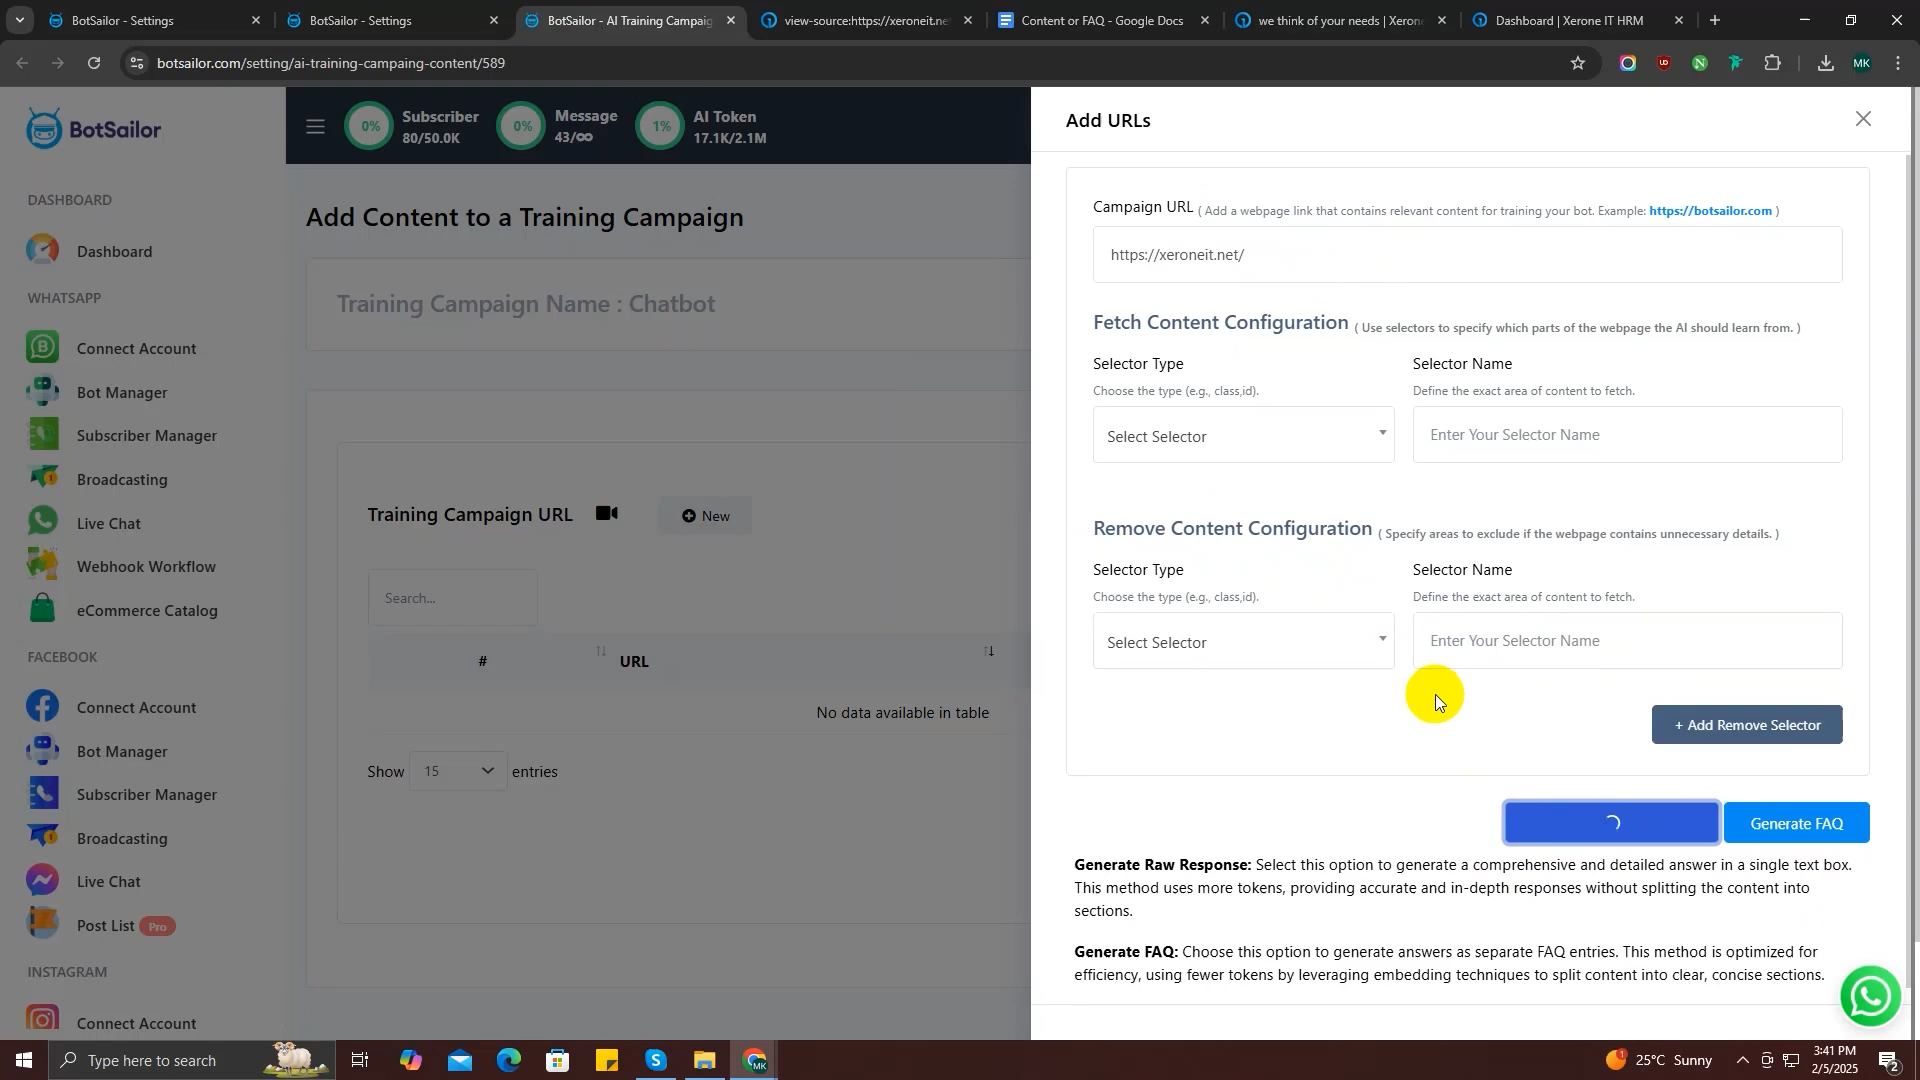 BotSailor - Settings
BotSailor - Settings
BotSailor - AI Training Campaig
view-source:https://xeroneit.ne
Content or FAQ - Google Docs
we think of your needs | Xeron
Dashboard | Xerone IT HRM
botsailor.com/setting/ai-training-campaing-content/589
MK
BotSailor
0%
Subscriber
80/50.0K
0%
Message
43/∞
1%
AI Token
17.1K/2.1M
DASHBOARD
Dashboard
WHATSAPP
Connect Account
Bot Manager
Subscriber Manager
Broadcasting
Live Chat
Webhook Workflow
eCommerce Catalog
FACEBOOK
Connect Account
Bot Manager
Subscriber Manager
Broadcasting
Live Chat
Post List Pro
INSTAGRAM
Connect Account
Add Content to a Training Campaign
Training Campaign Name : Chatbot
Training Campaign URL
New
Search...
#
URL
No data available in table
Show 15 entries
Add URLs
Campaign URL ( Add a webpage link that contains relevant content for training your bot. Example: https://botsailor.com )
https://xeroneit.net/
Fetch Content Configuration ( Use selectors to specify which parts of the webpage the AI should learn from. )
Selector Type
Selector Name
Choose the type (e.g., class,id).
Define the exact area of content to fetch.
Select Selector
Enter Your Selector Name
Remove Content Configuration ( Specify areas to exclude if the webpage contains unnecessary details. )
Selector Type
Selector Name
Choose the type (e.g., class,id).
Define the exact area of content to fetch.
Select Selector
Enter Your Selector Name
+ Add Remove Selector
Generate FAQ
Generate Raw Response: Select this option to generate a comprehensive and detailed answer in a single text box.
This method uses more tokens, providing accurate and in-depth responses without splitting the content into
sections.
Generate FAQ: Choose this option to generate answers as separate FAQ entries. This method is optimized for
efficiency, using fewer tokens by leveraging embedding techniques to split content into clear, concise sections.
Type here to search
MK
25°C Sunny
3:41 PM
2/5/2025
2